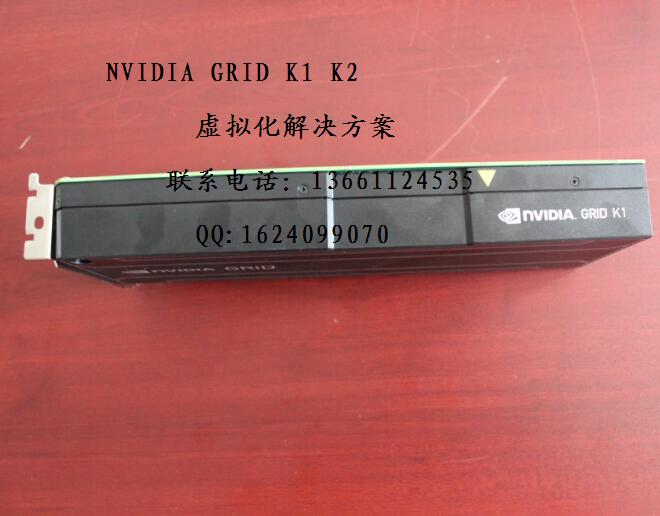 NVIDIA GRID K1 K2
虚拟化解决方案
联系电话: 13661124535
QQ:1624099070
NVIDIA. GRID K1
NVIDIA GRID